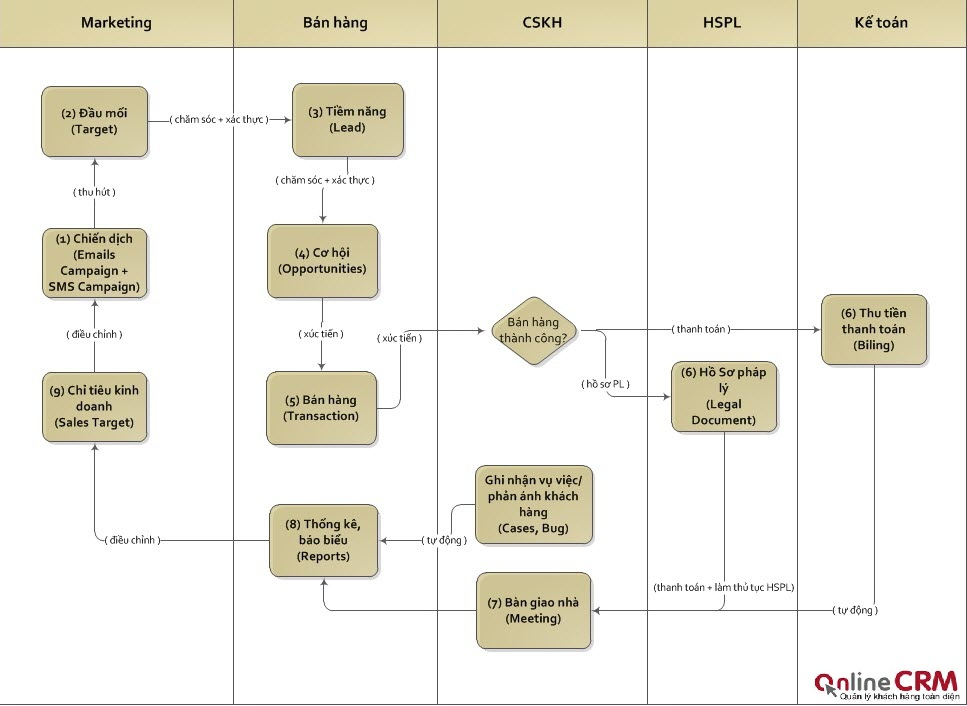 Marketing
Bán hàng
CSKH
HSPL
Kế toán
(2) Đầu mối
(Target)
( chăm sóc + xác thực )
(3) Tiềm năng
(Lead)
( thu hút )
( chăm sóc + xác thực )
(1) Chiến dịch
(Emails
Campaign +
SMS Campaign)
(4) Cơ hội
(Opportunities)
( điều chỉnh )
( xúc tiến )
( xúc tiến )
Bán hàng
thành công?
( thanh toán )
(6) Thu tiền
thanh toán
(Biling)
(9) Chỉ tiêu kinh
doanh
(Sales Target)
(5) Bán hàng
(Transaction)
( hồ sơ PL )
(6) Hồ Sơ pháp
lý
(Legal
Document)
Ghi nhận vụ việc/
phản ánh khách
hàng
(Cases, Bug)
( điều chỉnh )
(8) Thống kê,
báo biểu
(Reports)
( tự động )
(7) Bàn giao nhà
(Meeting)
(thanh toán + làm thủ tục HSPL)
( tự động )
OnlineCRM
Quản lý khách hàng toàn diện